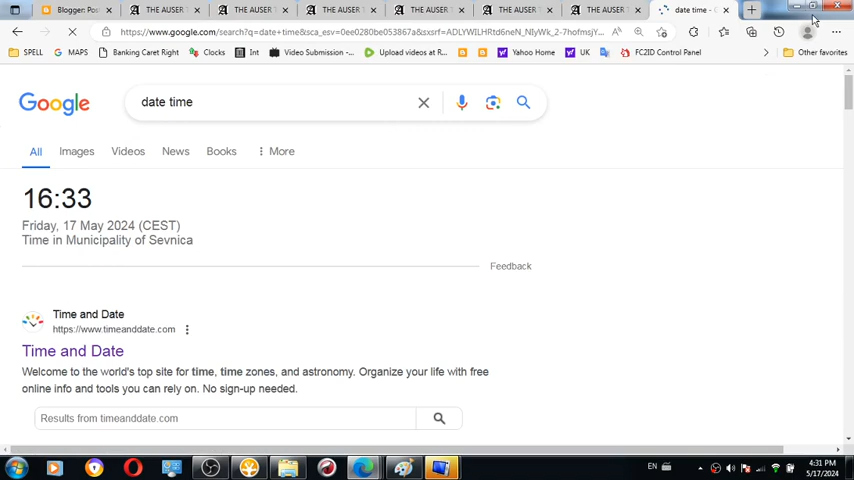 Blogger: Pos
THE AUSER T
THE AUSER T
THE AUSER T
THE AUSER T
THE AUSER T
THE AUSER T
date time - 
https://www.google.com/search?q=date+time&sca_esv=0ee0280be053867a&sxsrf=ADLYWILHRtd6neN_NIyWk_2-7hofmsjY...
SPELL
MAPS
Banking Caret Right
Clocks
Int
Video Submission -...
Upload videos at R...
Yahoo Home
UK
FC2ID Control Panel
Other favorites
Google
date time
All
Images
Videos
News
Books
More
16:33
Friday, 17 May 2024 (CEST)
Time in Municipality of Sevnica
Feedback
Time and Date
https://www.timeanddate.com
Time and Date
Welcome to the world's top site for time, time zones, and astronomy. Organize your life with free
online info and tools you can rely on. No sign-up needed.
Results from timeanddate.com
EN
4:31 PM
5/17/2024